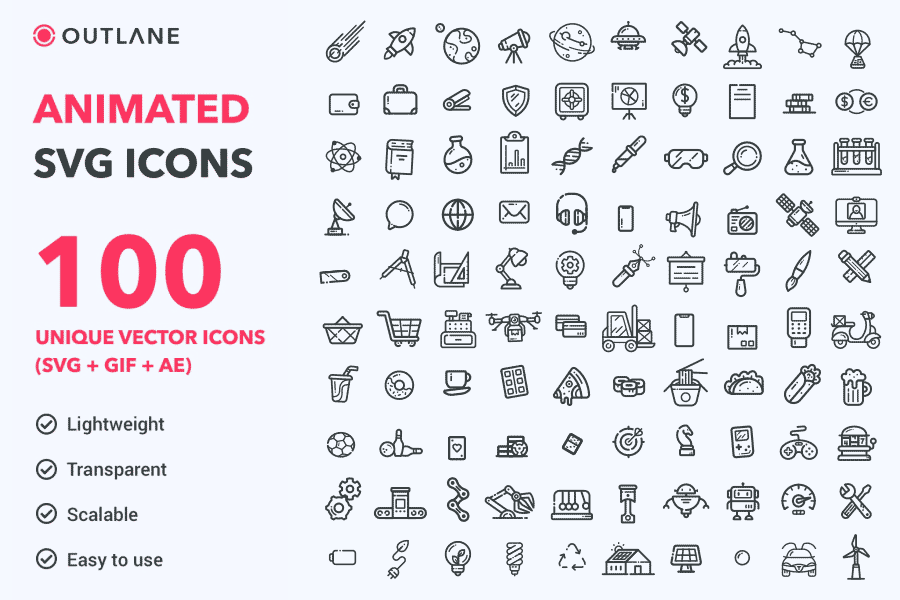 OUTLANE
ANIMATED
SVG ICONS
100
UNIQUE VECTOR ICONS
(SVG + GIF + AE)
Lightweight
Transparent
Scalable
Easy to use
$
$ €